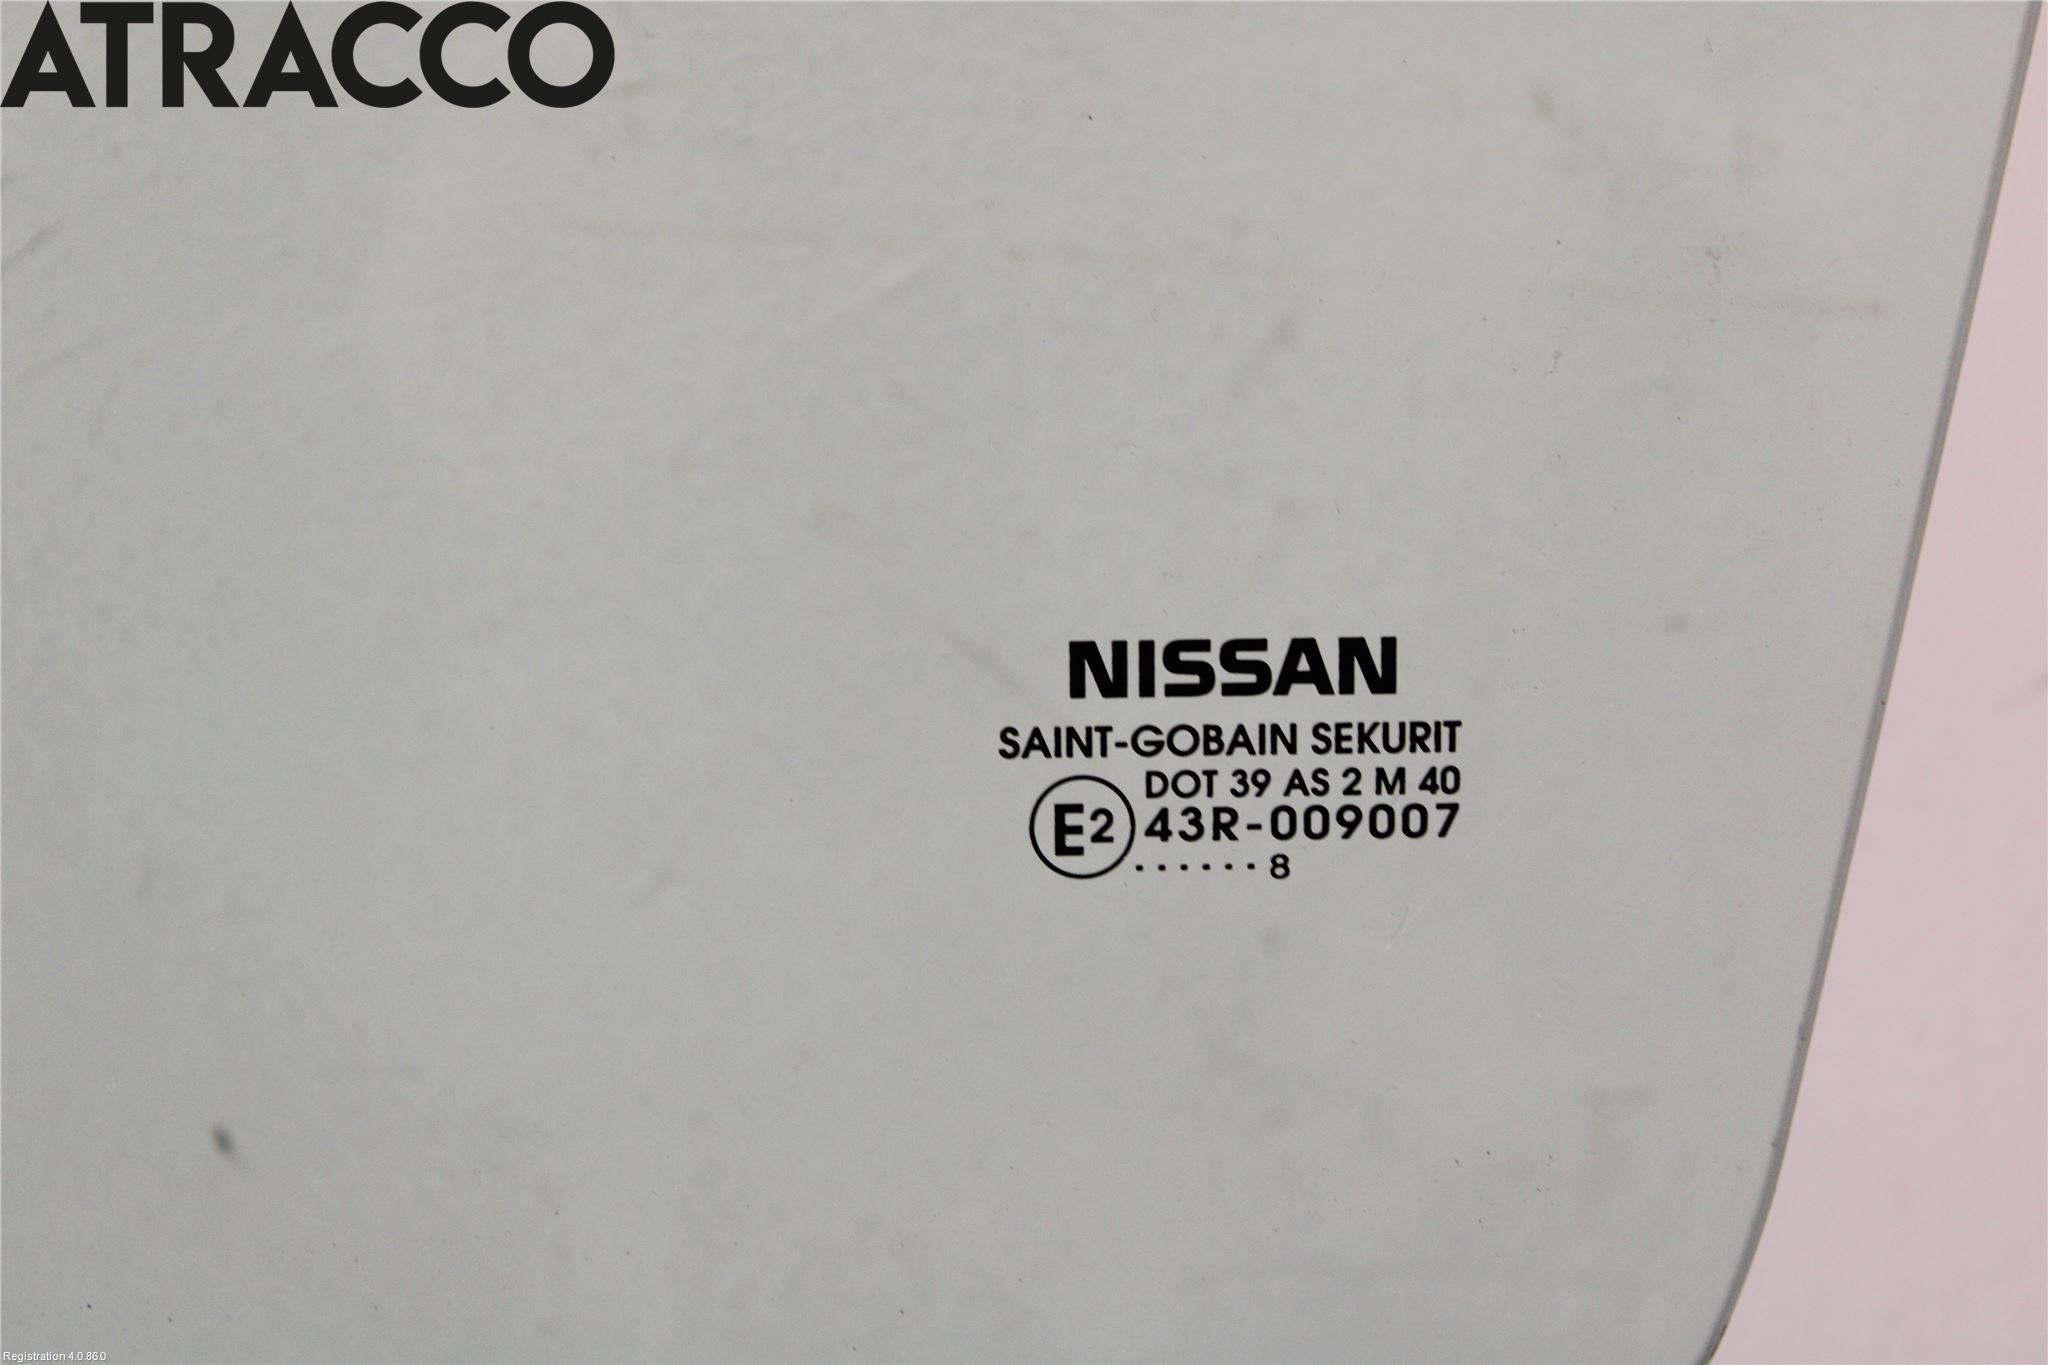 ATRACCO
NISSAN
SAINT-GOBAIN SEKURIT
DOT 39 AS 2 M 40
E2 43R-009007
......8
Registration 4.0.86.0